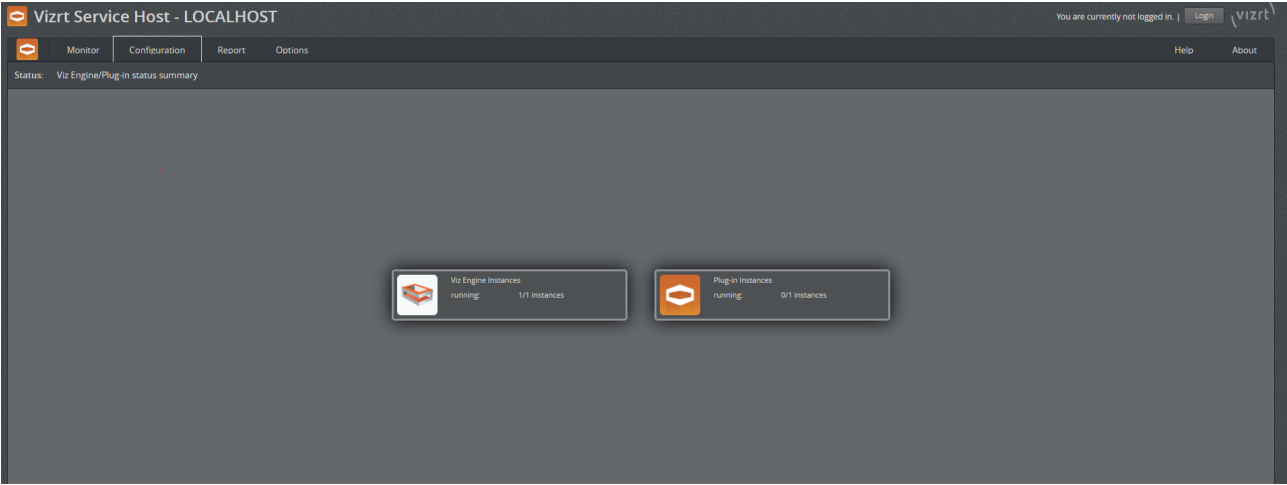 Vizrt Service Host - LOCALHOST
You are currently not logged in. | Login
vizrt
Monitor Configuration Report Options Help About
Status: Viz Engine/Plug-in status summary
Viz Engine Instances
running: 1/1 instances
Plug-in Instances
running: 0/1 instances